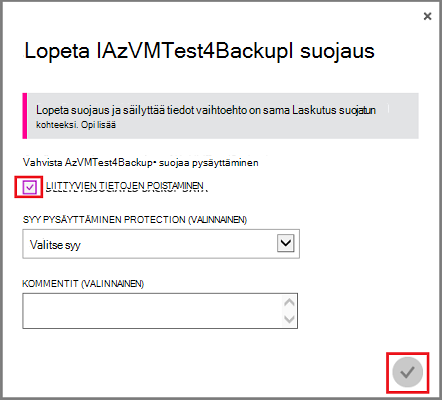 Lopeta IAzVMTest4BackupI suojaus
Lopeta suojaus ja säilyttää tiedot vaihtoehto on sama Laskutus suojatun
kohteeksi. Opi lisää
Vahvista AzVMTest4Backup• suojaa pysäyttäminen
LIITTYVIEN TIETOJEN POISTAMINEN
SYY PYSÄYTTÄMINEN PROTECTION (VALINNAINEN)
Valitse syy
KOMMENTIT (VALINNAINEN)